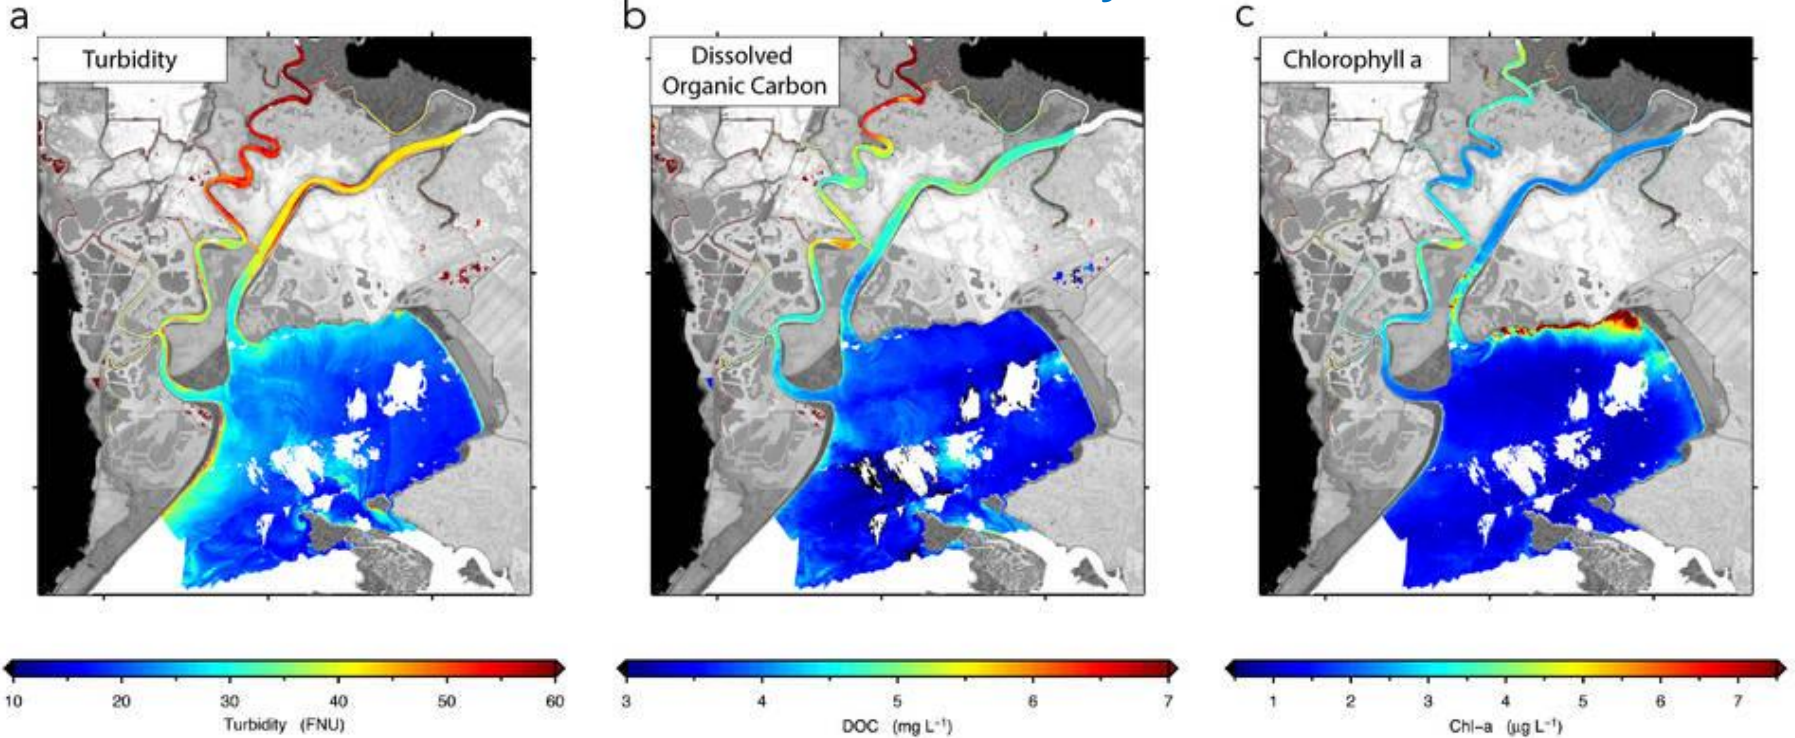 a
Turbidity
b
Dissolved
Organic Carbon
c
Chlorophyll a
10 20 30 40 50 60
Turbidity (FNU)
3 4 5 6 7
DOC (mg L⁻¹)
1 2 3 4 5 6 7
Chl-a (µg L⁻¹)